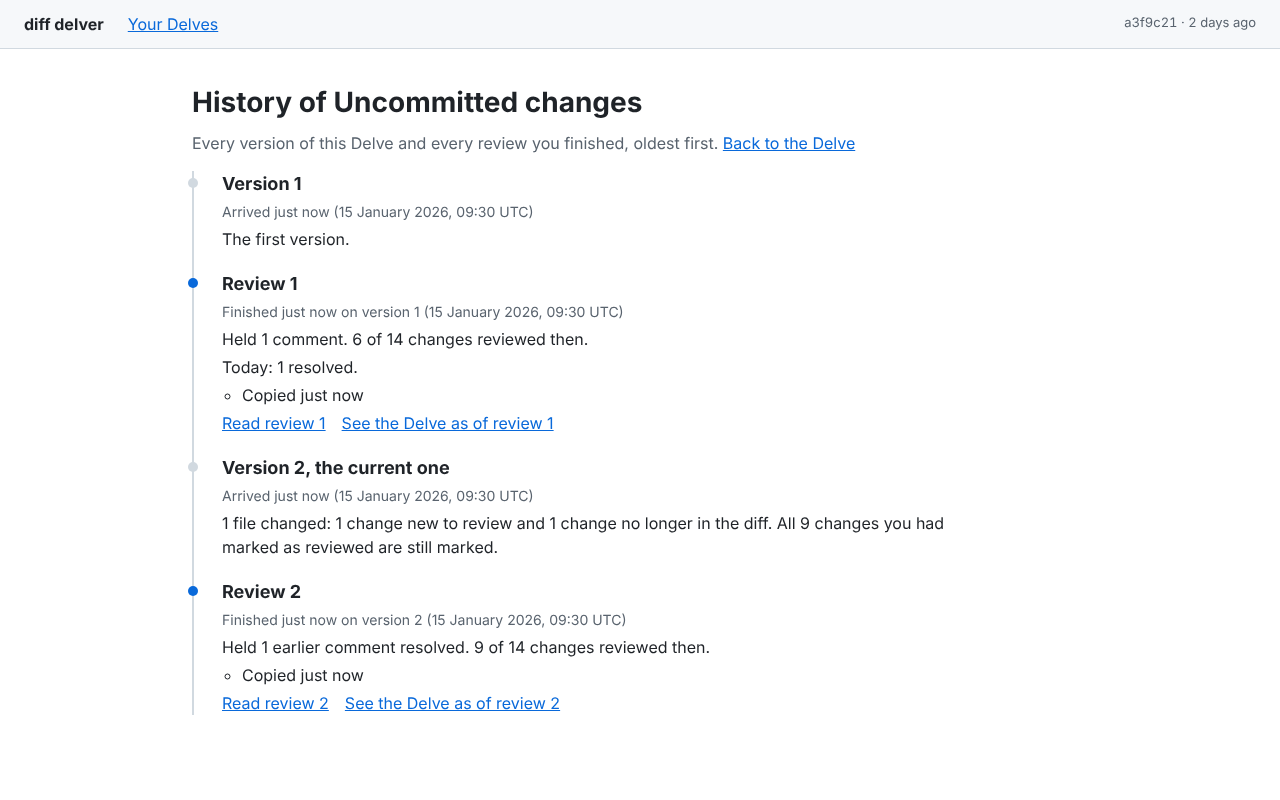 diff delver
Your Delves
a3f9c21 · 2 days ago
History of Uncommitted changes
Every version of this Delve and every review you finished, oldest first. Back to the Delve
Version 1
Arrived just now (15 January 2026, 09:30 UTC)
The first version.
Review 1
Finished just now on version 1 (15 January 2026, 09:30 UTC)
Held 1 comment. 6 of 14 changes reviewed then.
Today: 1 resolved.
Copied just now
Read review 1 See the Delve as of review 1
Version 2, the current one
Arrived just now (15 January 2026, 09:30 UTC)
1 file changed: 1 change new to review and 1 change no longer in the diff. All 9 changes you had
marked as reviewed are still marked.
Review 2
Finished just now on version 2 (15 January 2026, 09:30 UTC)
Held 1 earlier comment resolved. 9 of 14 changes reviewed then.
Copied just now
Read review 2 See the Delve as of review 2